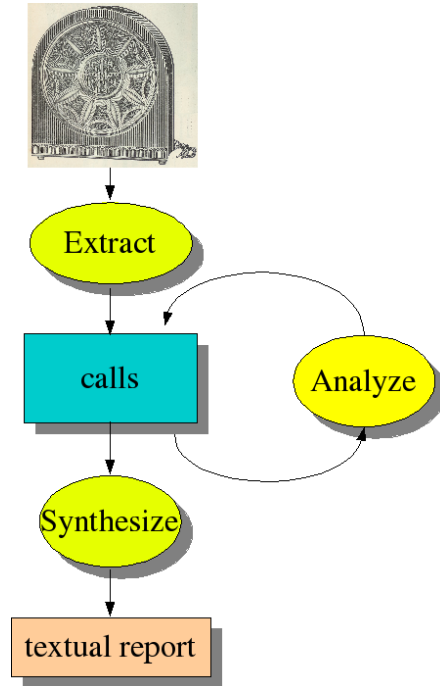 Extract
calls
Analyze
Synthesize
textual report